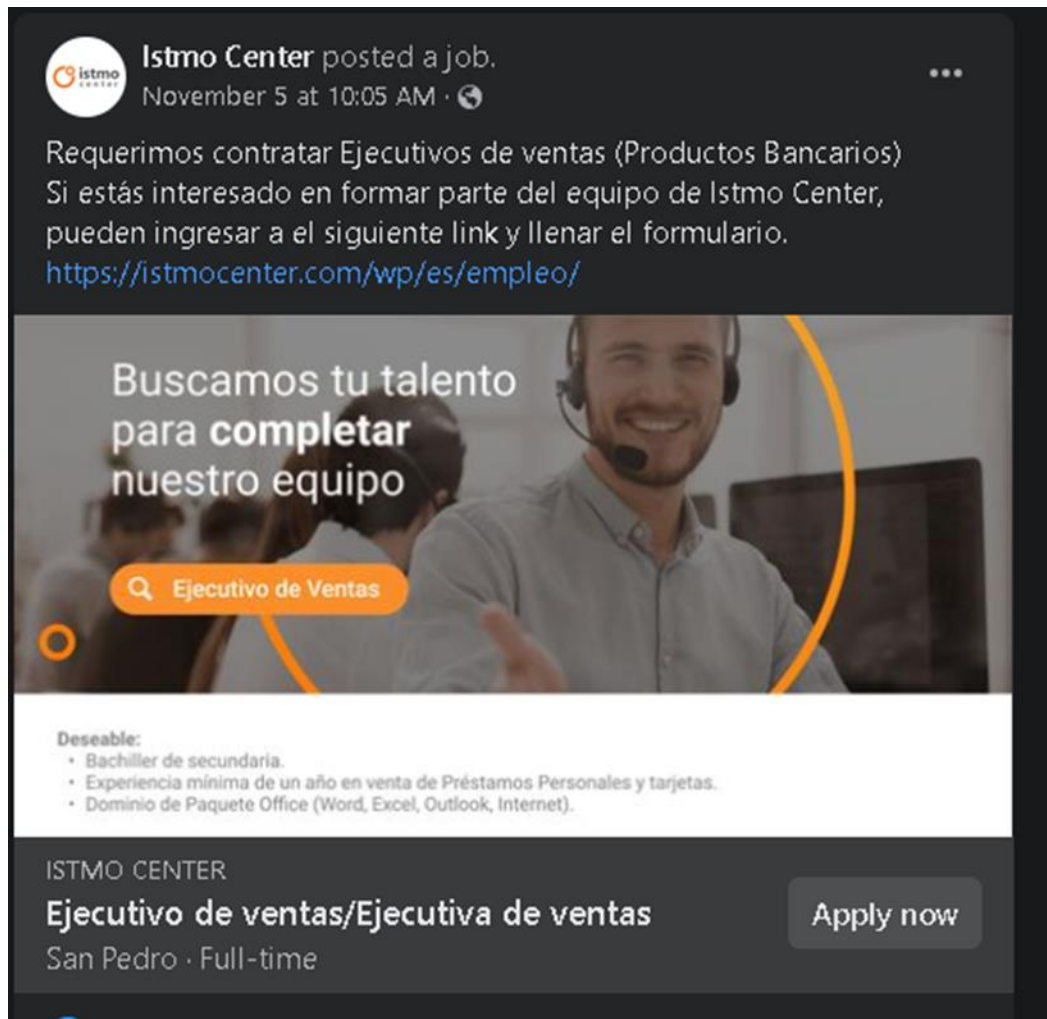 istmo
center
Istmo Center posted a job.
November 5 at 10:05 AM ·
Requerimos contratar Ejecutivos de ventas (Productos Bancarios)
Si estás interesado en formar parte del equipo de Istmo Center,
pueden ingresar a el siguiente link y llenar el formulario.
https://istmocenter.com/wp/es/empleo/
Buscamos tu talento
para completar
nuestro equipo
Ejecutivo de Ventas
Deseable:
• Bachiller de secundaria.
• Experiencia mínima de un año en venta de Préstamos Personales y tarjetas.
• Dominio de Paquete Office (Word, Excel, Outlook, Internet).
ISTMO CENTER
Ejecutivo de ventas/Ejecutiva de ventas
Apply now
San Pedro · Full-time